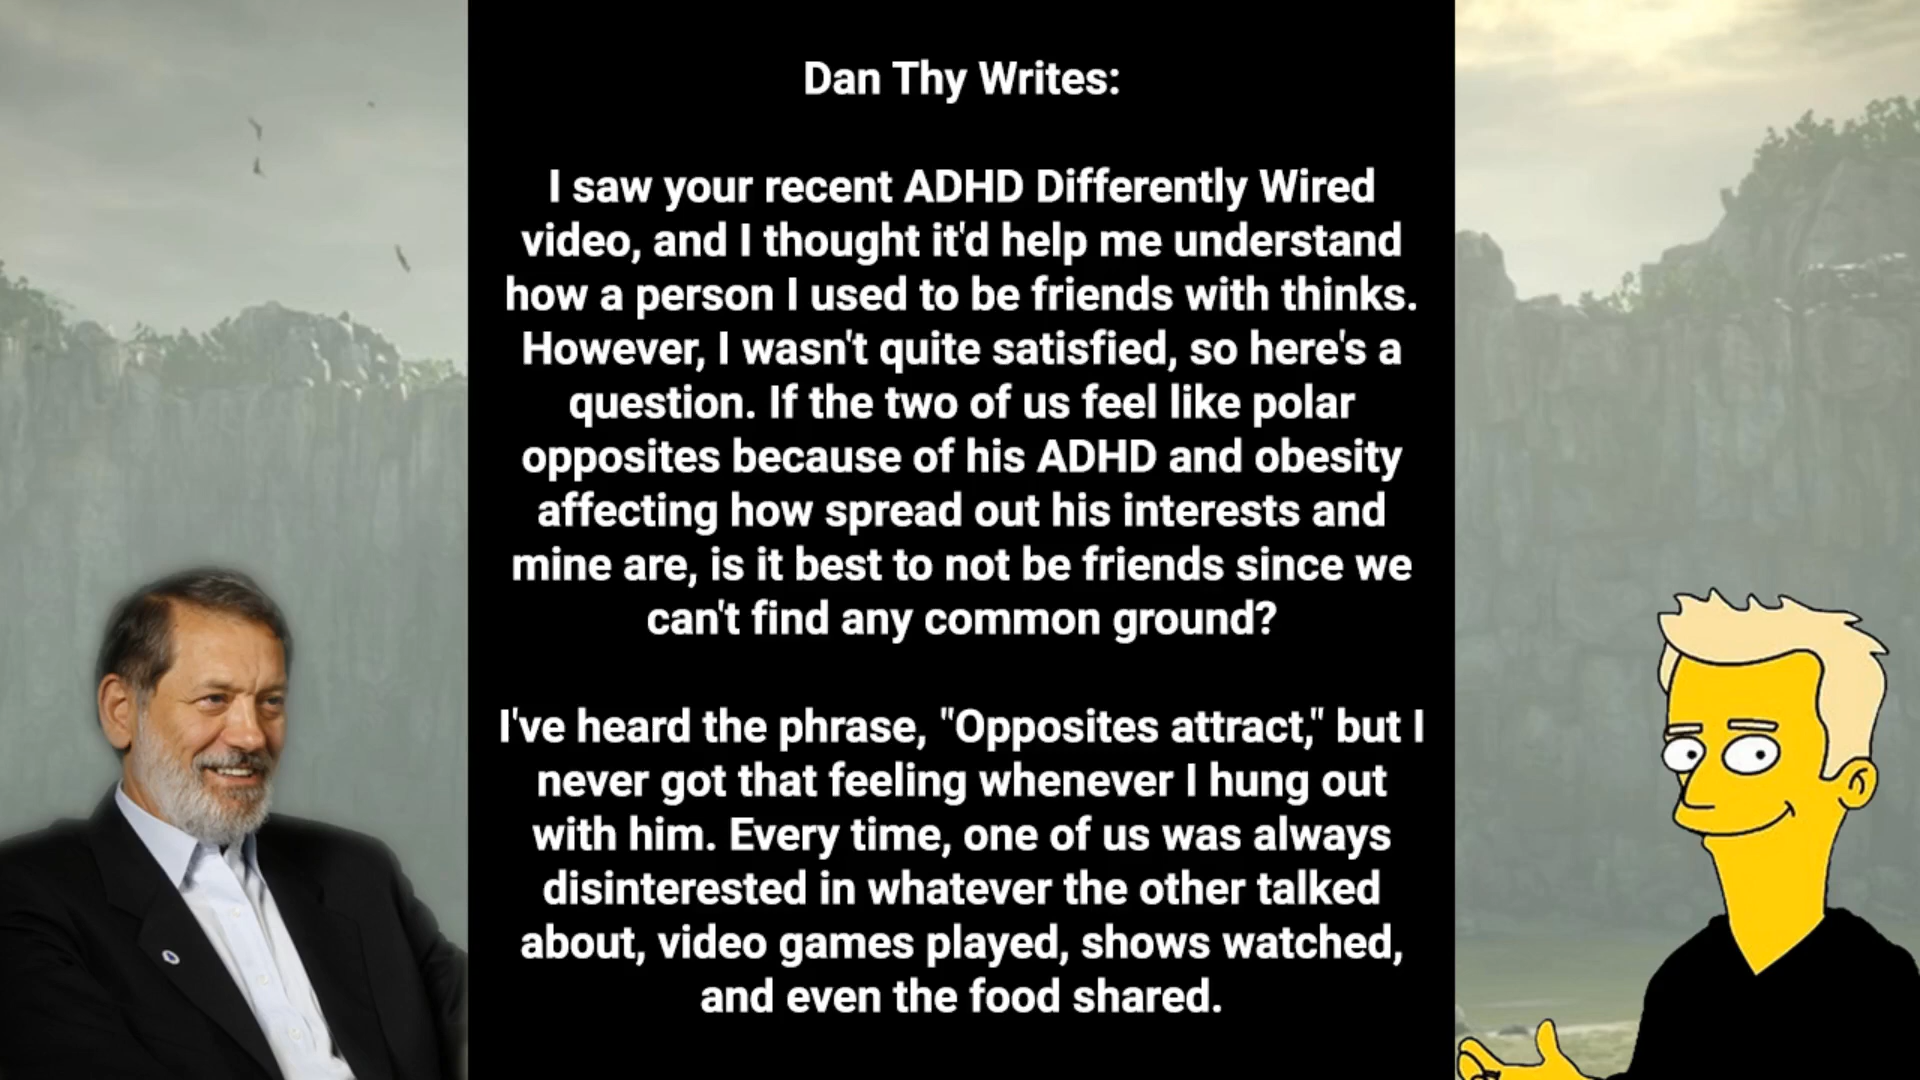 Dan Thy Writes:
I saw your recent ADHD Differently Wired
video, and I thought it'd help me understand
how a person I used to be friends with thinks.
However, I wasn't quite satisfied, so here's a
question. If the two of us feel like polar
opposites because of his ADHD and obesity
affecting how spread out his interests and
mine are, is it best to not be friends since we
can't find any common ground?
I've heard the phrase, "Opposites attract," but I
never got that feeling whenever I hung out
with him. Every time, one of us was always
disinterested in whatever the other talked
about, video games played, shows watched,
and even the food shared.